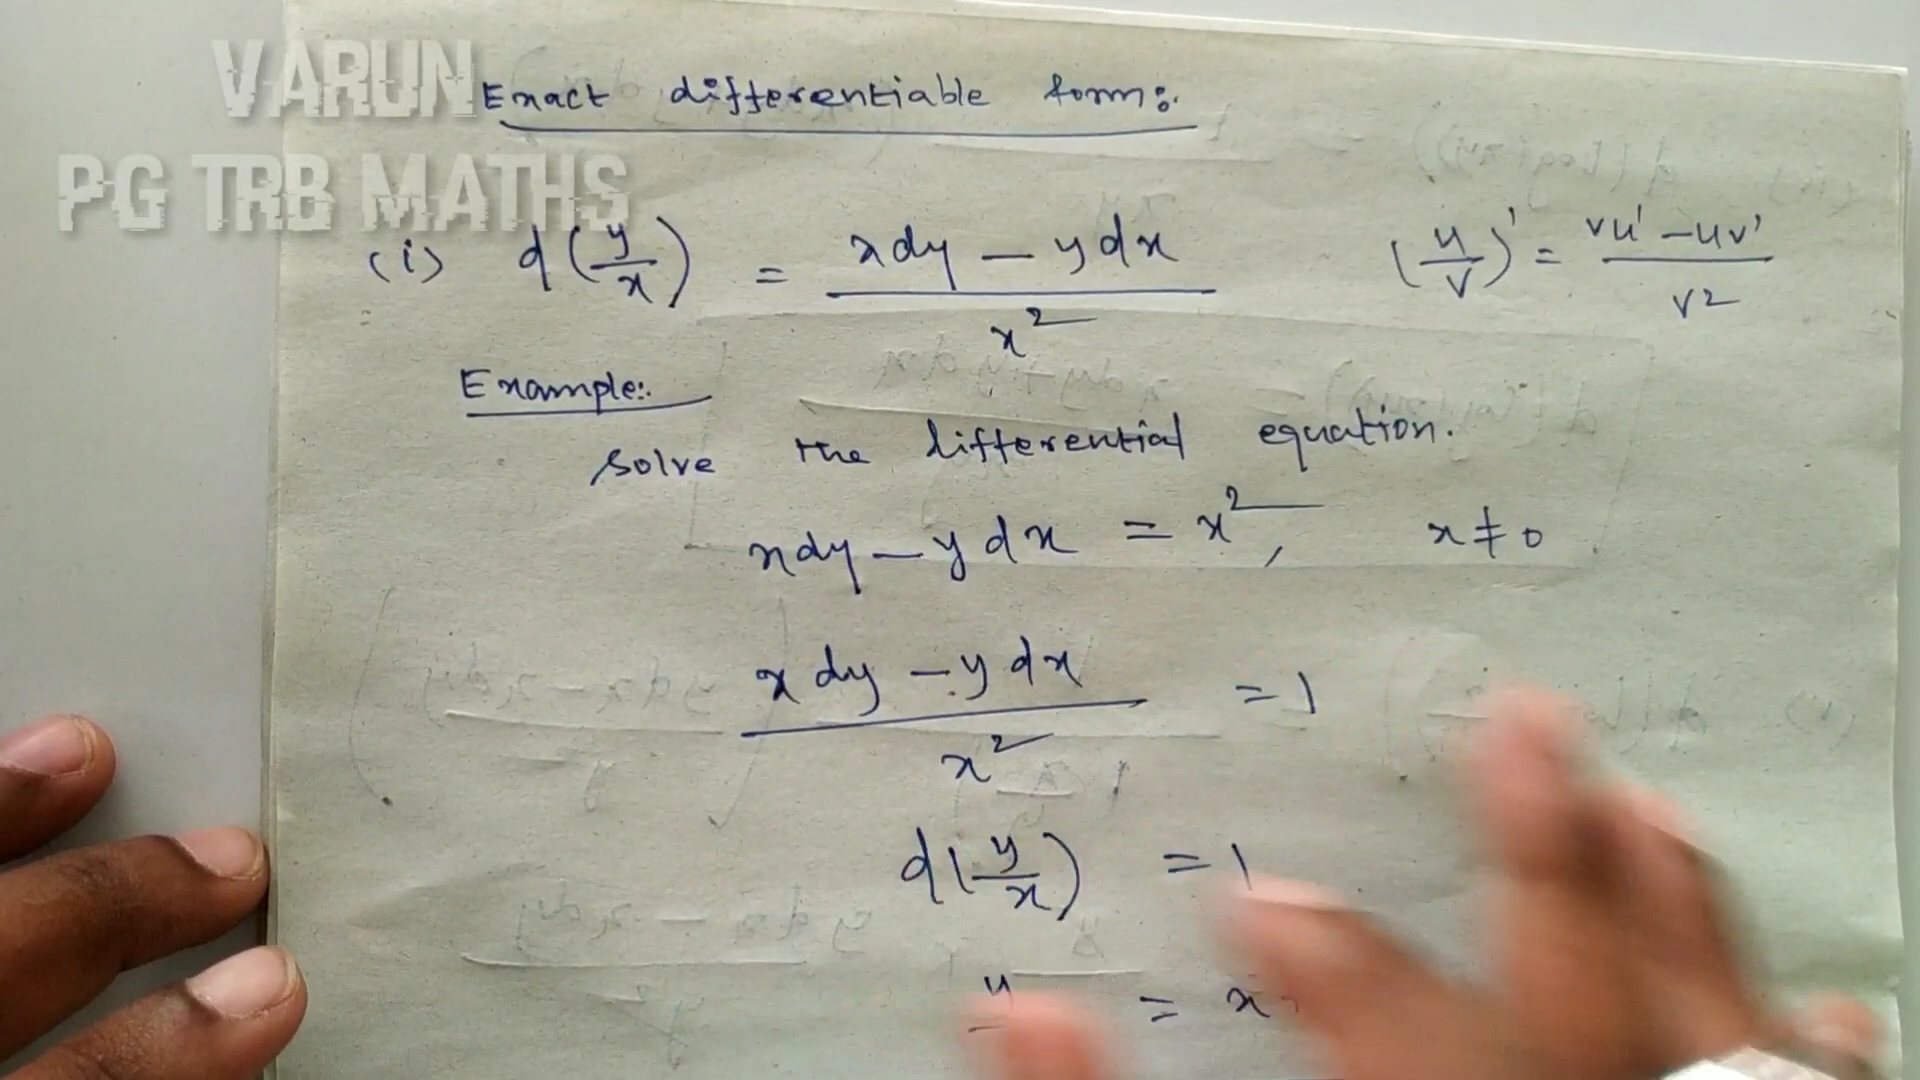 VARUN
PG TRB MATHS
Exact differentiable form:.
(i) d(y/x) = (x dy - y dx)/x² (u/v)' = (vu' - uv')/v²
Example:.
Solve the differential equation.
x dy - y dx = x², x ≠ 0
(x dy - y dx)/x² = 1
d(y/x) = 1
y = x